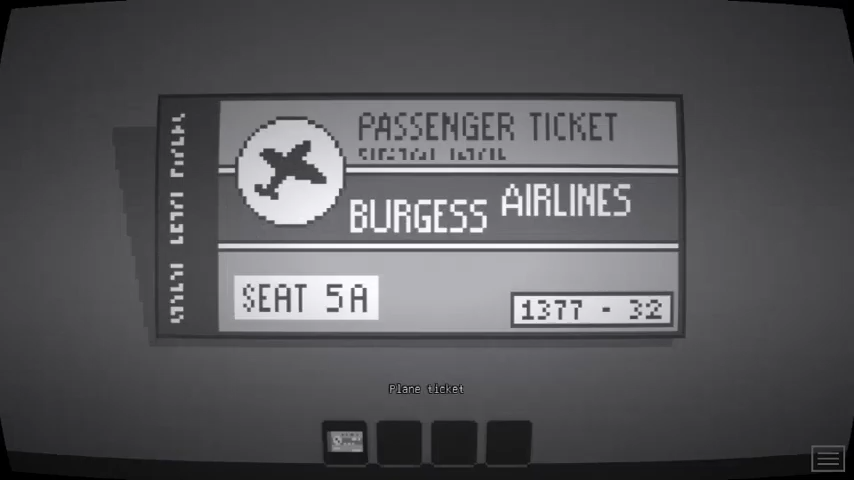 PASSENGER TICKET
BURGESS AIRLINES
SEAT 5A
1377 - 32
Plane ticket